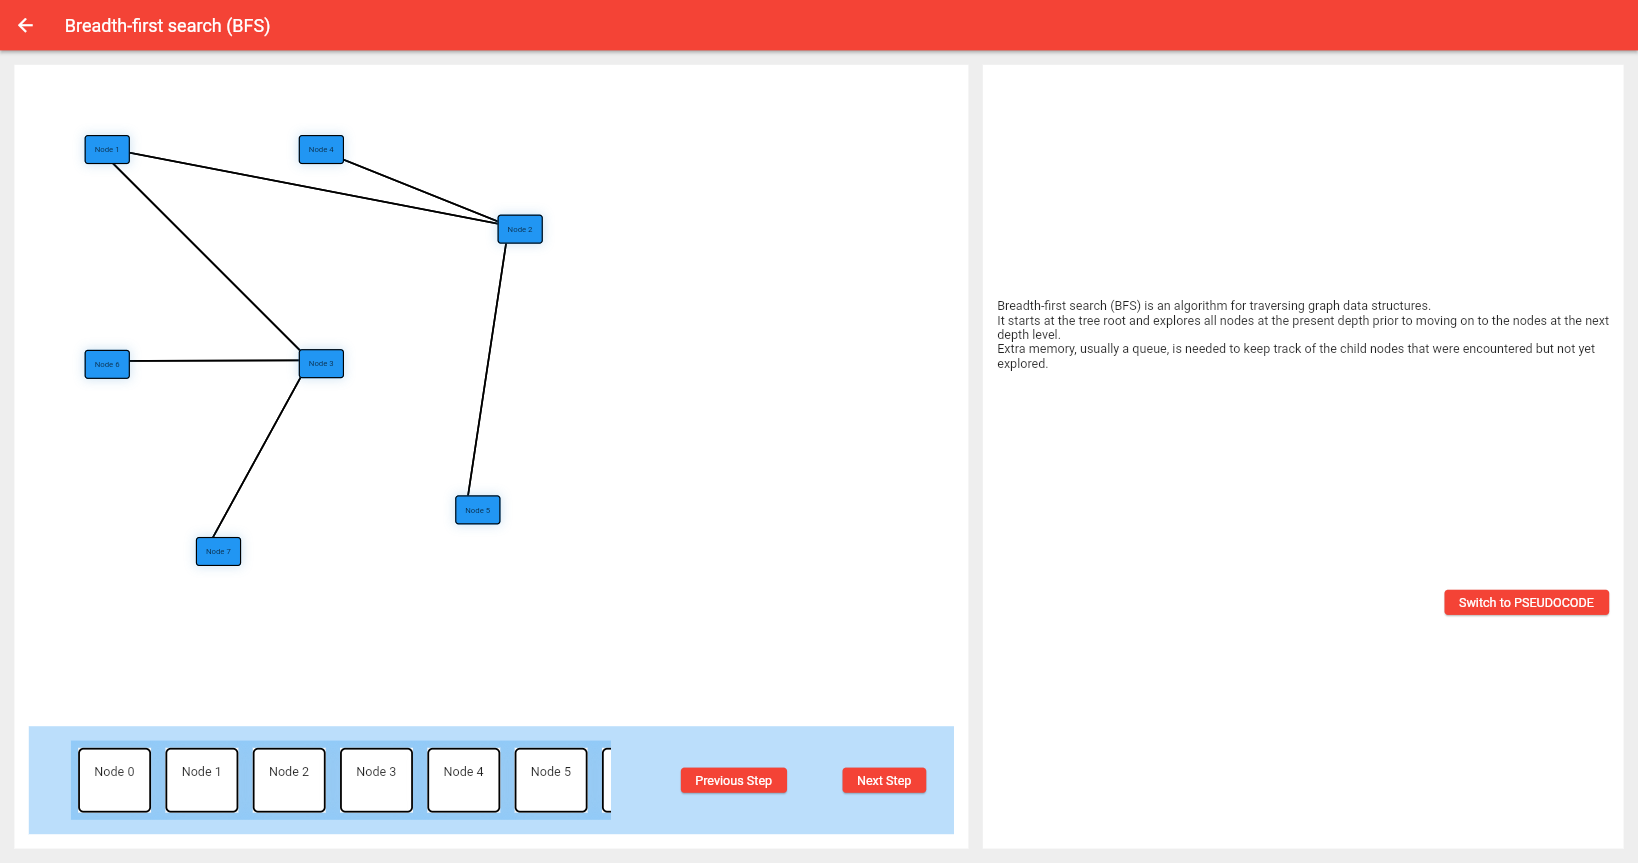 Breadth-first search (BFS)
Node 1
Node 4
Node 2
Node 6
Node 3
Node 5
Node 7
Breadth-first search (BFS) is an algorithm for traversing graph data structures.
It starts at the tree root and explores all nodes at the present depth prior to moving on to the nodes at the next
depth level.
Extra memory, usually a queue, is needed to keep track of the child nodes that were encountered but not yet
explored.
Switch to PSEUDOCODE
Node 0
Node 1
Node 2
Node 3
Node 4
Node 5
Previous Step
Next Step